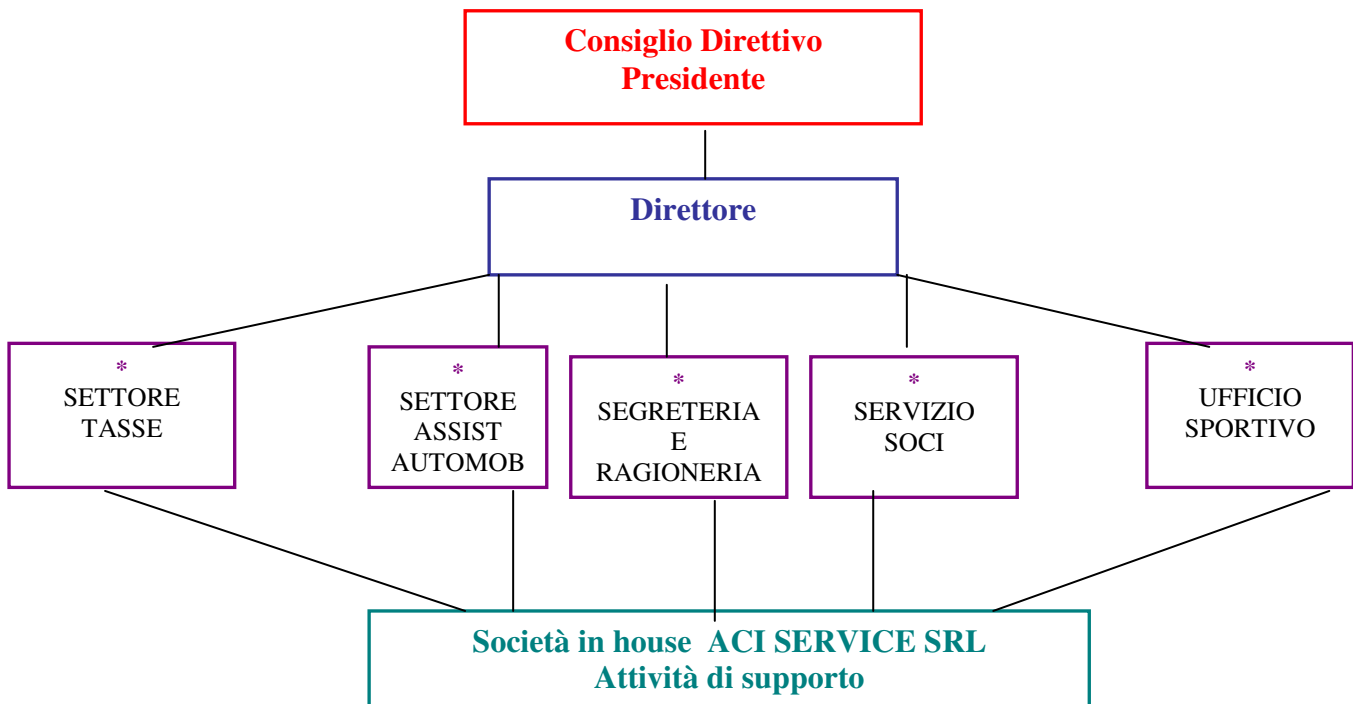 Consiglio Direttivo
Presidente
Direttore
*
SETTORE
TASSE
*
SETTORE
ASSIST
AUTOMOB
*
SEGRETERIA
E
RAGIONERIA
*
SERVIZIO
SOCI
*
UFFICIO
SPORTIVO
Società in house ACI SERVICE SRL
Attività di supporto